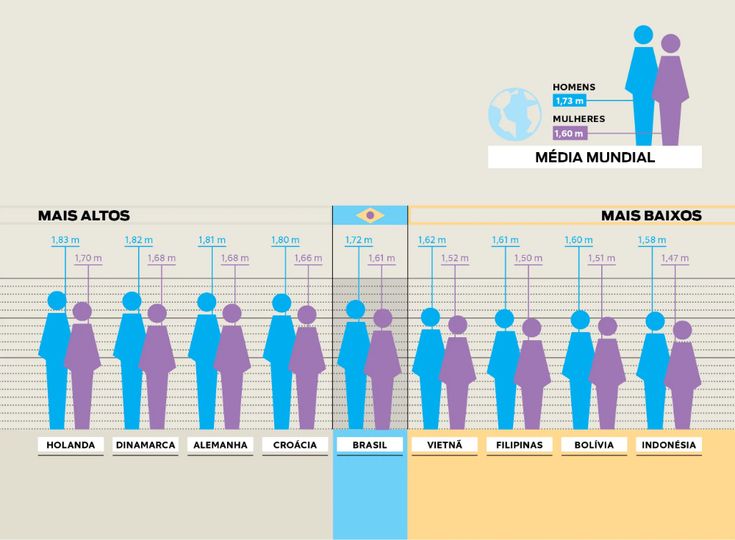 HOMENS
1,73 m
MULHERES
1,60 m
MÉDIA MUNDIAL
MAIS ALTOS
MAIS BAIXOS
1,83 m 1,82 m 1,81 m 1,80 m 1,72 m 1,62 m 1,61 m 1,60 m 1,58 m
1,70 m 1,68 m 1,68 m 1,66 m 1,61 m 1,52 m 1,50 m 1,51 m 1,47 m
HOLANDA DINAMARCA ALEMANHA CROÁCIA BRASIL VIETNÃ FILIPINAS BOLÍVIA INDONÉSIA